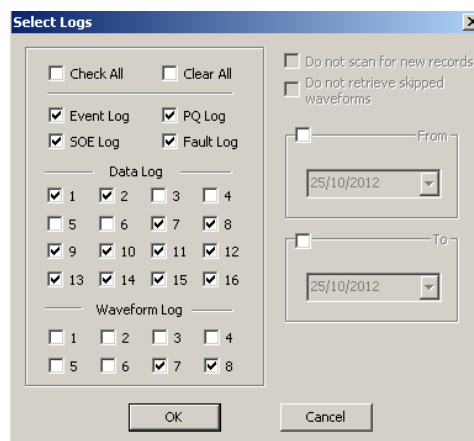 Select Logs
Check All Clear All
Event Log PQ Log
SOE Log Fault Log
Data Log
1 2 3 4
5 6 7 8
9 10 11 12
13 14 15 16
Waveform Log
1 2 3 4
5 6 7 8
Do not scan for new records
Do not retrieve skipped
waveforms
From
25/10/2012
To
25/10/2012
OK Cancel